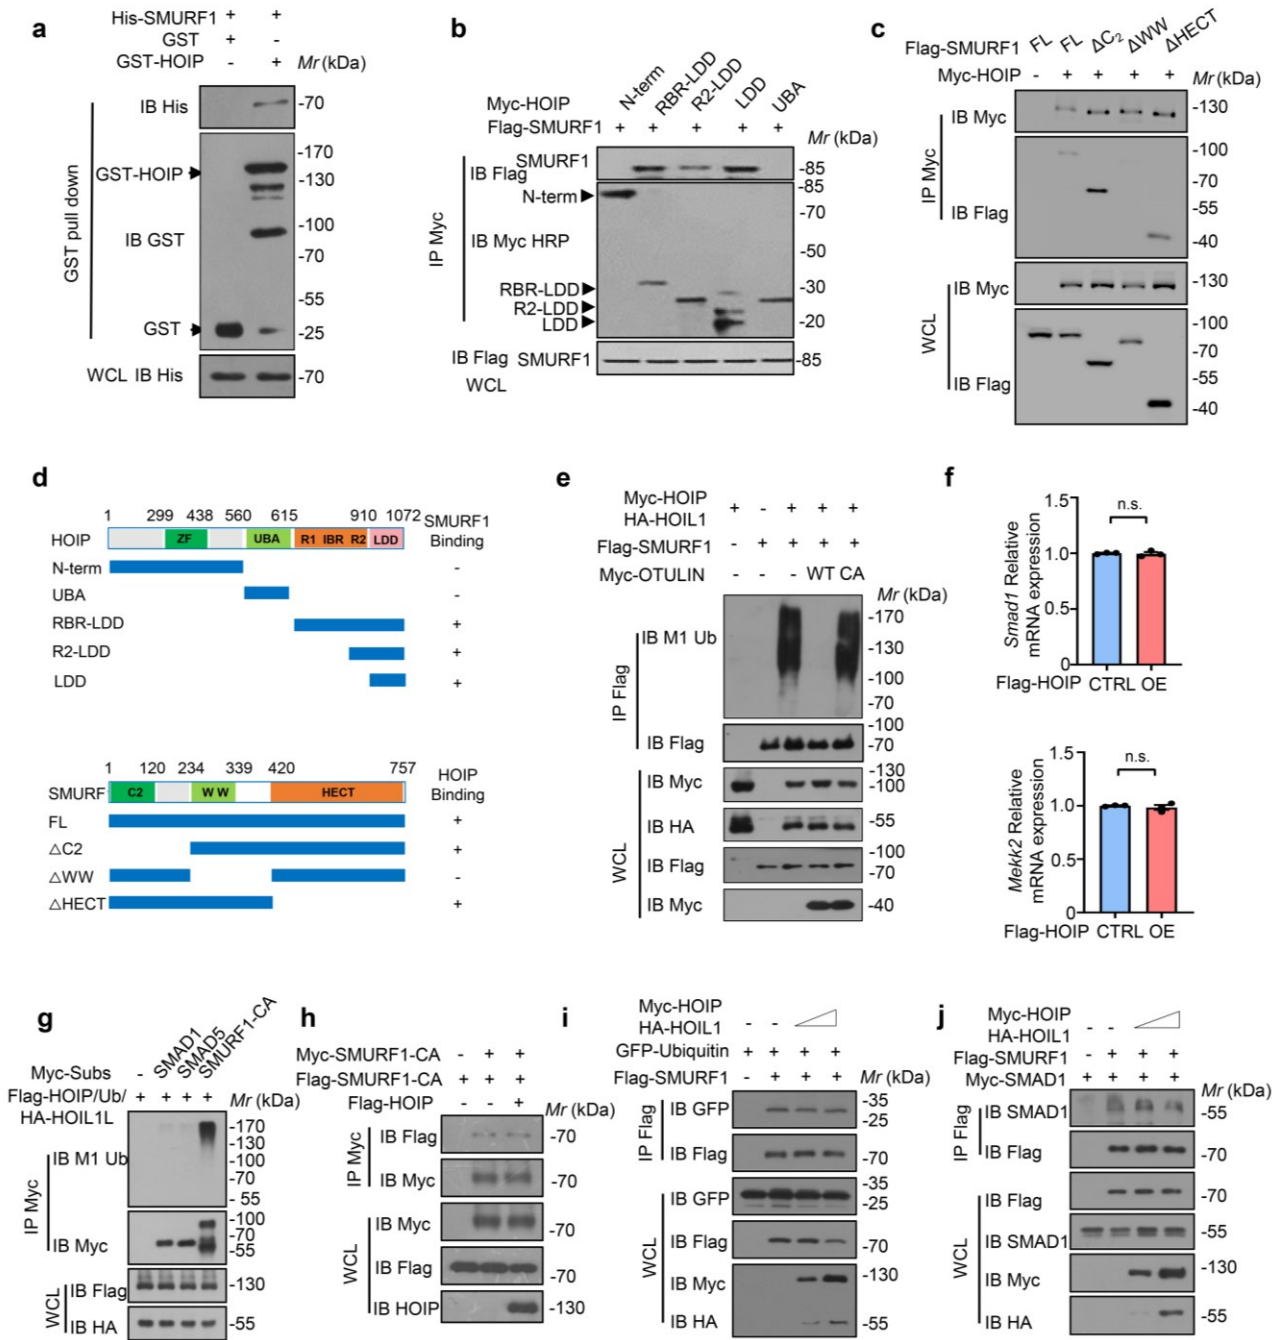 a
His-SMURF1 + +
GST + -
GST-HOIP - + Mr (kDa)
GST pull down
IB His -70
-170
GST-HOIP
-130
IB GST -100
-70
-55
GST -25
WCL IB His -70
b
N-term RBR-LDD R2-LDD LDD UBA
Myc-HOIP
Flag-SMURF1 + + + + +
Mr (kDa)
IP Myc
SMURF1
IB Flag -85
-85
N-term
-70
IB Myc HRP -50
RBR-LDD -30
R2-LDD
LDD -20
IB Flag SMURF1 -85
WCL
c
Flag-SMURF1 FL FL ΔC2 ΔWW ΔHECT
Myc-HOIP - + + + + Mr (kDa)
IP Myc
IB Myc -130
-100
-70
IB Flag -55
-40
WCL
IB Myc -130
-100
-70
IB Flag -55
-40
d
1 299 438 560 615 910 1072 SMURF1
HOIP ZF UBA R1 IBR R2 LDD Binding
N-term -
UBA -
RBR-LDD +
R2-LDD +
LDD +
1 120 234 339 420 757 HOIP
SMURF C2 W W HECT Binding
FL +
△C2 +
△WW -
△HECT +
e
Myc-HOIP
HA-HOIL1 + - + + +
Flag-SMURF1 - + + + +
Myc-OTULIN - - - WT CA
Mr (kDa)
IP Flag
-170
IB M1 Ub
-130
-100
-70
-100
IB Flag -70
WCL
-130
IB Myc -100
IB HA -55
-100
IB Flag -70
IB Myc -40
f
Smad1 Relative
mRNA expression
1.5
n.s.
1.0
0.5
0
Flag-HOIP CTRL OE
Mekk2 Relative
mRNA expression
1.5
n.s.
1.0
0.5
0
Flag-HOIP CTRL OE
g
SMAD1 SMAD5 SMURF1-CA
Myc-Subs -
Flag-HOIP/Ub/ + + + +
HA-HOIL1L Mr (kDa)
IP Myc
-170
-130
IB M1 Ub -100
-70
- 55
-100
-70
IB Myc -55
WCL
IB Flag -130
IB HA -55
h
Myc-SMURF1-CA - + +
Flag-SMURF1-CA + + +
Flag-HOIP - - +
Mr (kDa)
IP Myc
IB Flag -70
IB Myc -70
WCL
IB Myc -70
IB Flag -70
IB HOIP -130
i
Myc-HOIP
HA-HOIL1 - -
GFP-Ubiquitin + + + +
Flag-SMURF1 - + + + Mr (kDa)
IP Flag
-35
IB GFP -25
IB Flag -70
WCL
-35
IB GFP -25
IB Flag -70
IB Myc -130
IB HA -55
j
Myc-HOIP
HA-HOIL1 - -
Flag-SMURF1 - + + +
Myc-SMAD1 + + + + Mr (kDa)
IP Flag
IB SMAD1 -55
IB Flag -70
WCL
IB Flag -70
IB SMAD1 -55
IB Myc -130
IB HA -55